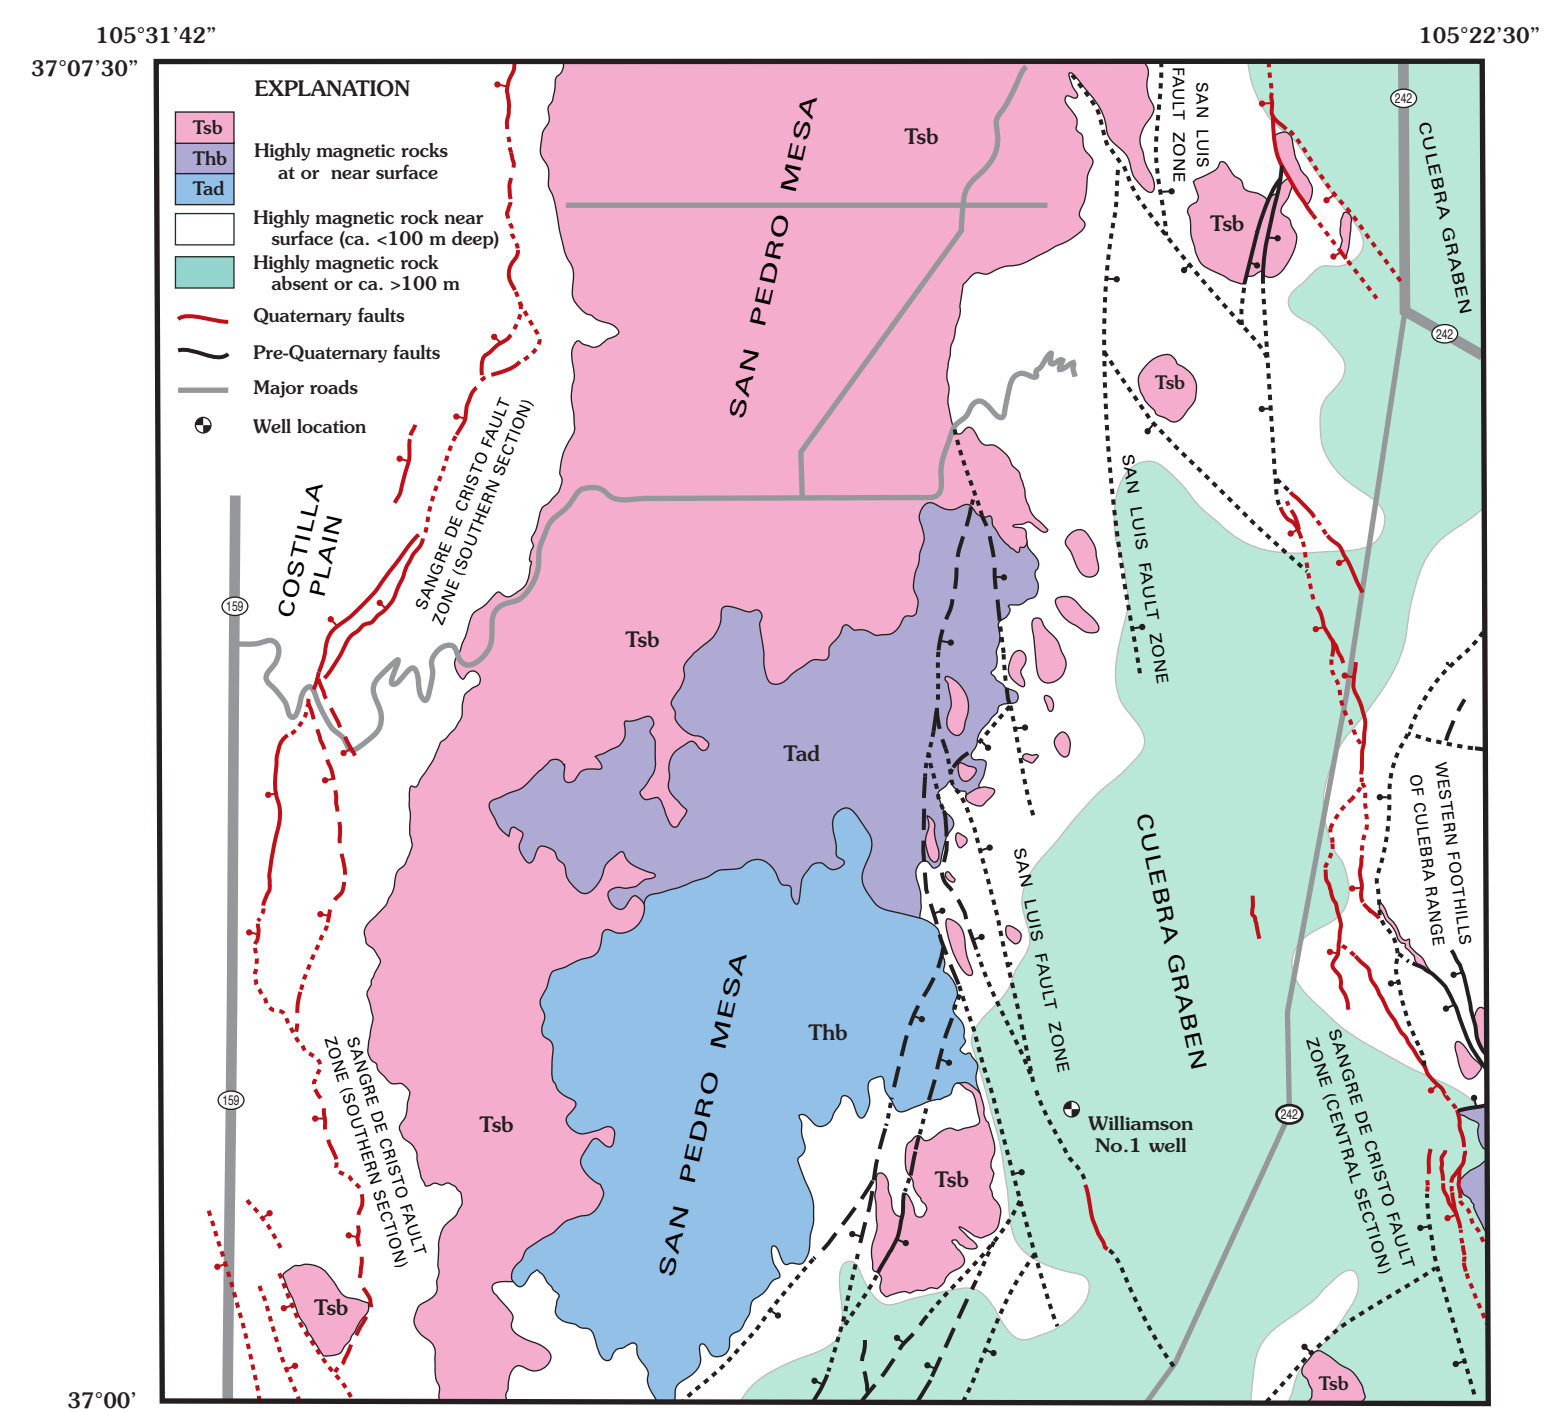 105°31'42"
105°22'30"
37°07'30"
EXPLANATION
Tsb
Thb
Tad
Highly magnetic rocks
at or near surface
Highly magnetic rock near
surface (ca. <100 m deep)
Highly magnetic rock
absent or ca. >100 m
Quaternary faults
Pre-Quaternary faults
Major roads
Well location
SAN PEDRO MESA
Tsb
SAN LUIS
FAULT ZONE
242
CULEBRA GRABEN
Tsb
242
Tsb
SANGRE DE CRISTO FAULT
ZONE (SOUTHERN SECTION)
COSTILLA
PLAIN
159
SAN LUIS FAULT ZONE
Tsb
Tad
WESTERN FOOTHILLS
OF CULEBRA RANGE
CULEBRA GRABEN
SAN LUIS FAULT ZONE
SAN PEDRO MESA
Thb
SANGRE DE CRISTO FAULT
ZONE (SOUTHERN SECTION)
SANGRE DE CRISTO FAULT
ZONE (CENTRAL SECTION)
159
Tsb
242
Williamson
No.1 well
Tsb
Tsb
Tsb
37°00'